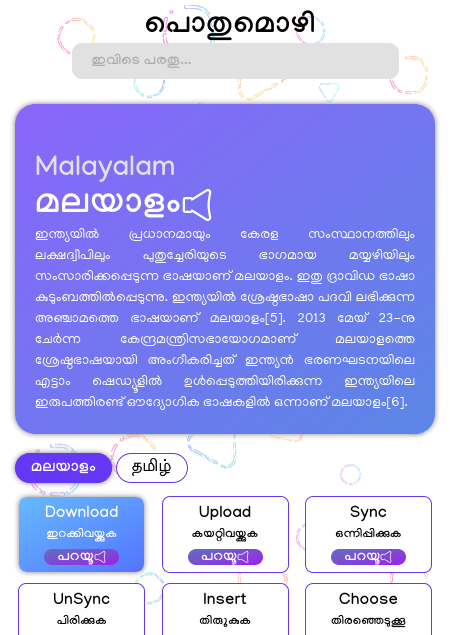 പൊതുമൊഴി
ഇവിടെ പരതൂ...
Malayalam
മലയാളം
ഇന്ത്യയിൽ പ്രധാനമായും കേരള സംസ്ഥാനത്തിലും
ലക്ഷദ്വീപിലും പുതുച്ചേരിയുടെ ഭാഗമായ മയ്യഴിയിലും
സംസാരിക്കപ്പെടുന്ന ഭാഷയാണ് മലയാളം. ഇതു ദ്രാവിഡ ഭാഷാ
കുടുംബത്തിൽപ്പെടുന്നു. ഇന്ത്യയിൽ ശ്രേഷ്ഠഭാഷാ പദവി ലഭിക്കുന്ന
അഞ്ചാമത്തെ ഭാഷയാണ് മലയാളം[5]. 2013 മേയ് 23-നു
ചേർന്ന കേന്ദ്രമന്ത്രിസഭായോഗമാണ് മലയാളത്തെ
ശ്രേഷ്ഠഭാഷയായി അംഗീകരിച്ചത് ഇന്ത്യൻ ഭരണഘടനയിലെ
എട്ടാം ഷെഡ്യൂളിൽ ഉൾപ്പെടുത്തിയിരിക്കുന്ന ഇന്ത്യയിലെ
ഇരുപത്തിരണ്ട് ഔദ്യോഗിക ഭാഷകളിൽ ഒന്നാണ് മലയാളം[6].
മലയാളം தமிழ்
Download Upload Sync
ഇറക്കിവയ്ക്കുക കയറ്റിവയ്ക്കുക ഒന്നിപ്പിക്കുക
പറയൂ പറയൂ പറയൂ
UnSync Insert Choose
പിരിക്കുക തിരുകുക തിരഞ്ഞെടുക്കൂ